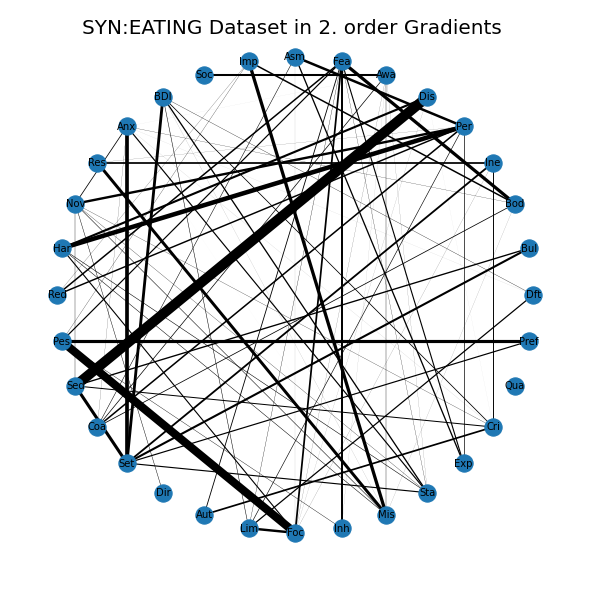 SYN:EATING Dataset in 2. order Gradients
Asm
Imp
Fea
Soc
Awa
BDI
Dis
Anx
Per
Res
Ine
Nov
Bod
Har
Bul
Red
Dft
Pes
Pref
Sed
Qua
Coa
Cri
Set
Exp
Dir
Sta
Aut
Mis
Lim
Foc
Inh